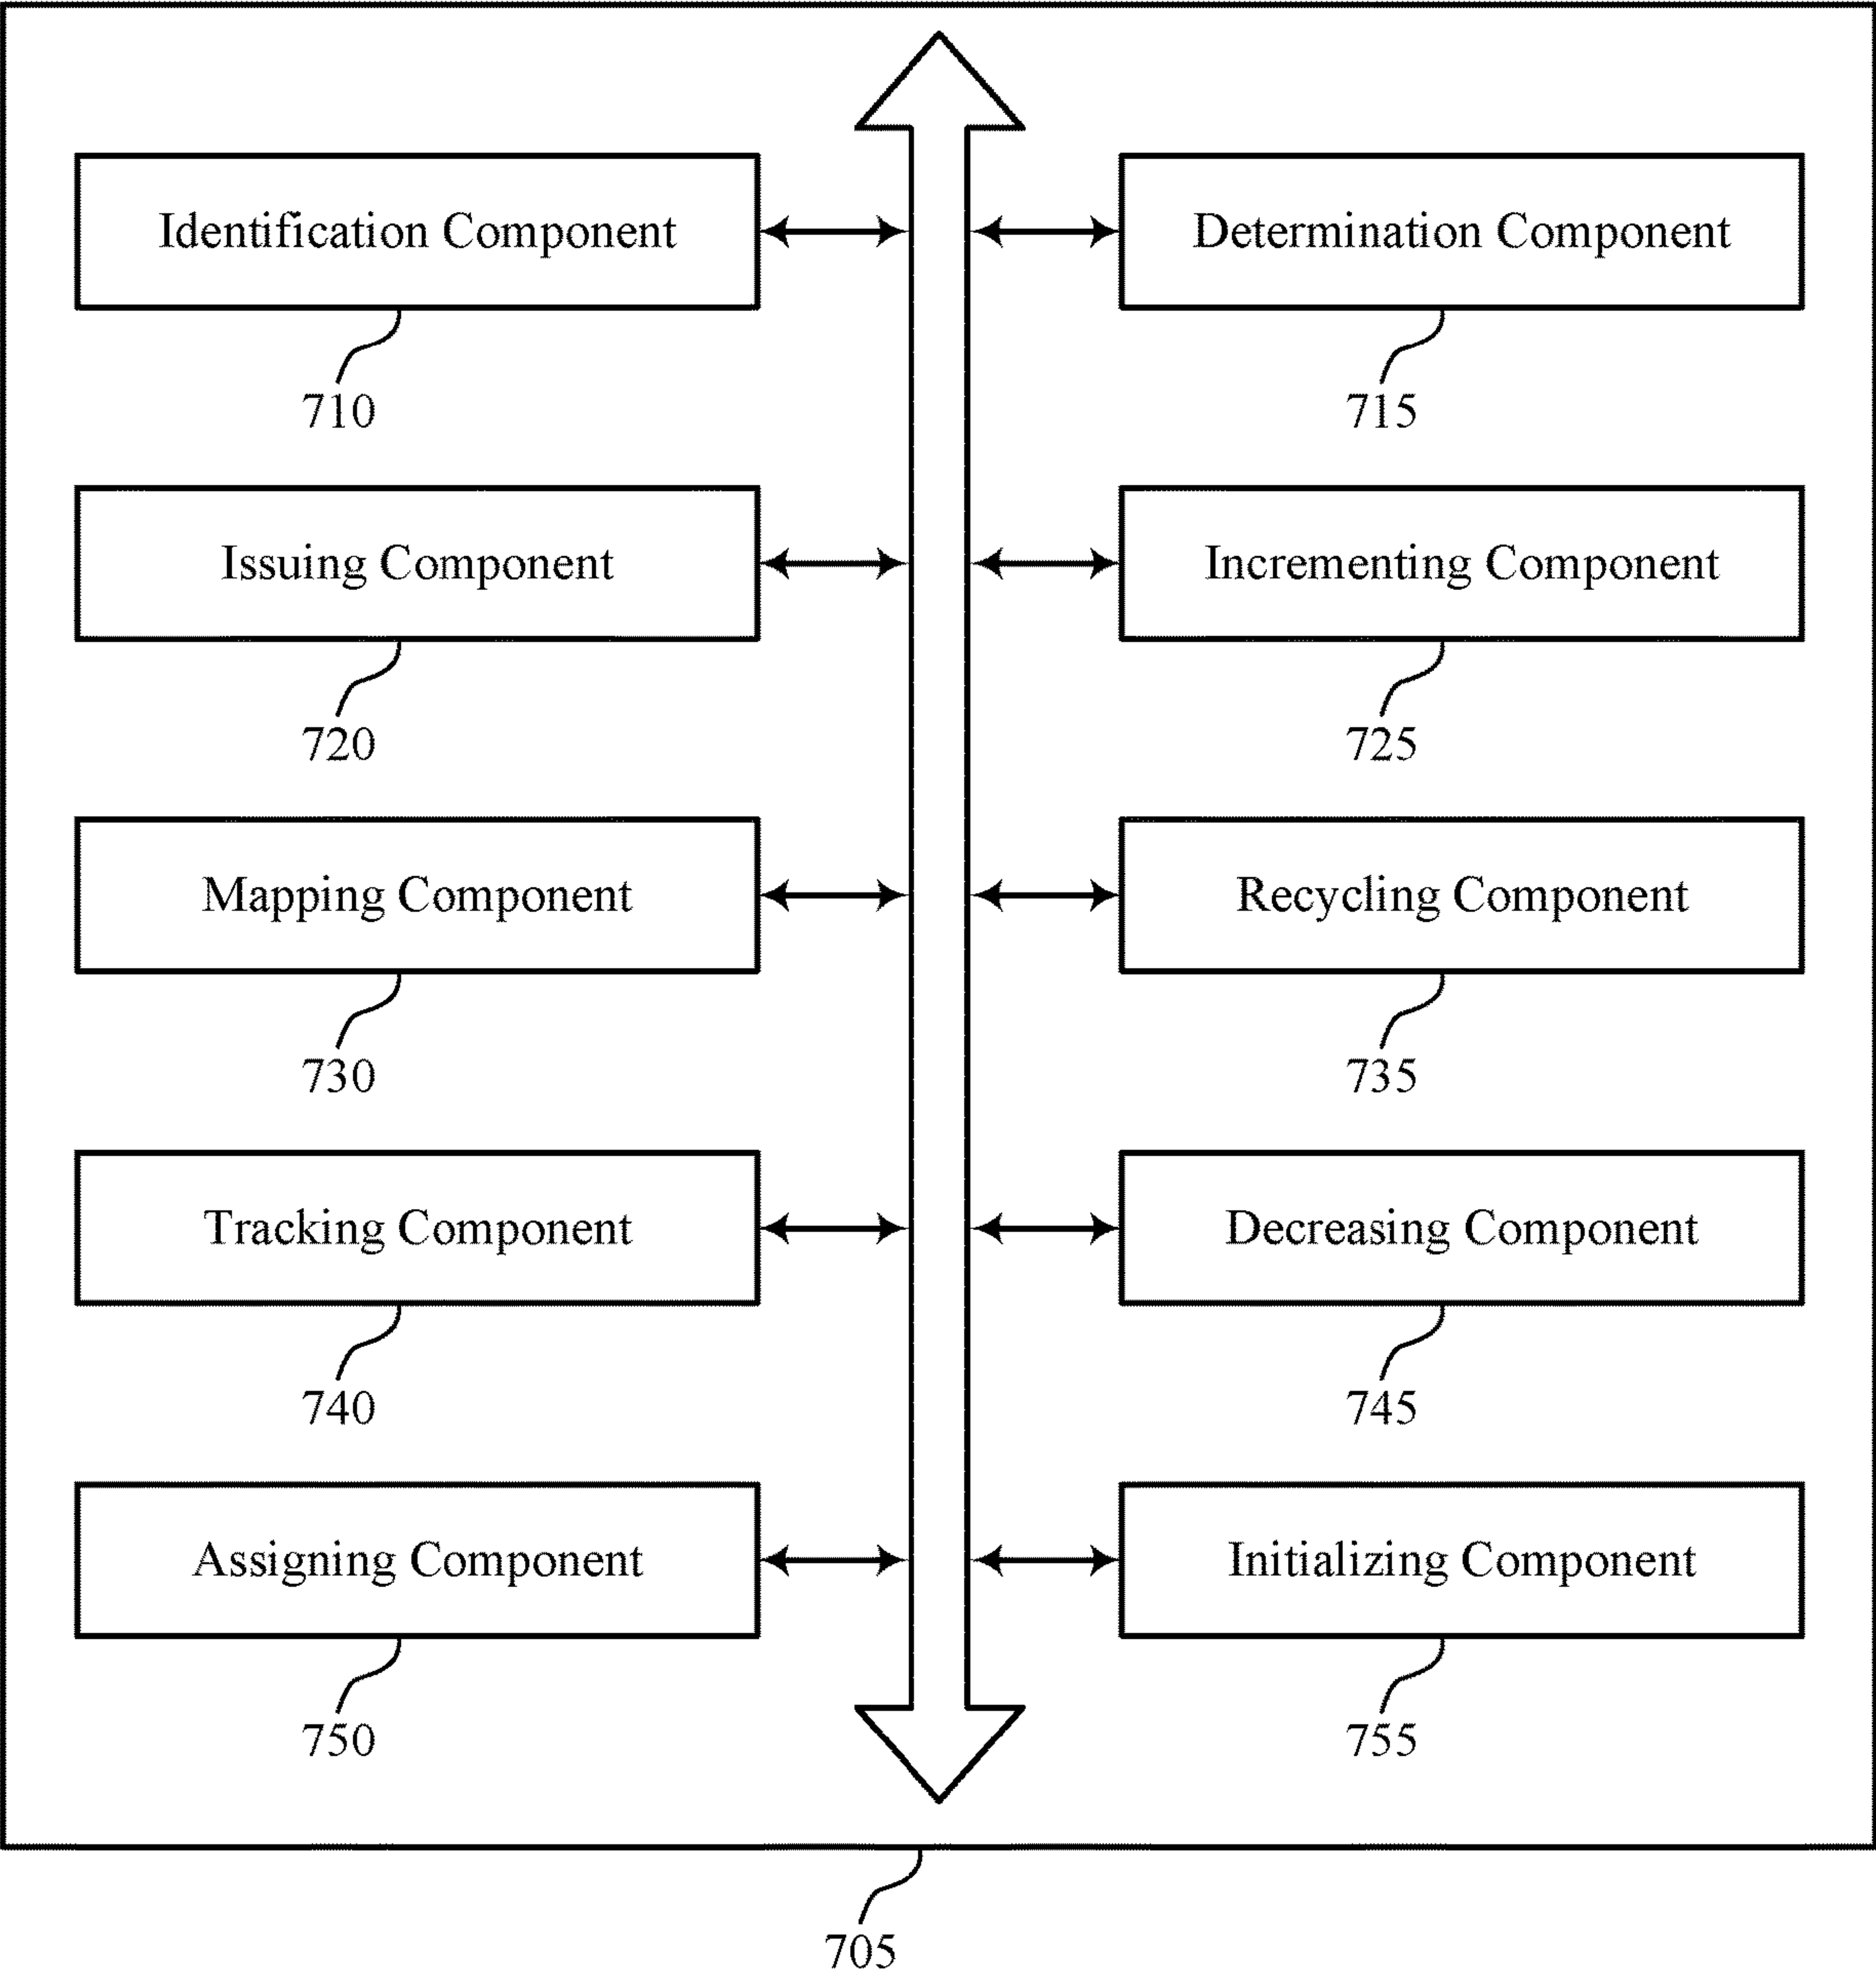 Identification Component
Determination Component
710
715
Issuing Component
Incrementing Component
720
725
Mapping Component
Recycling Component
730
735
Tracking Component
Decreasing Component
740
745
Assigning Component
Initializing Component
750
755
705